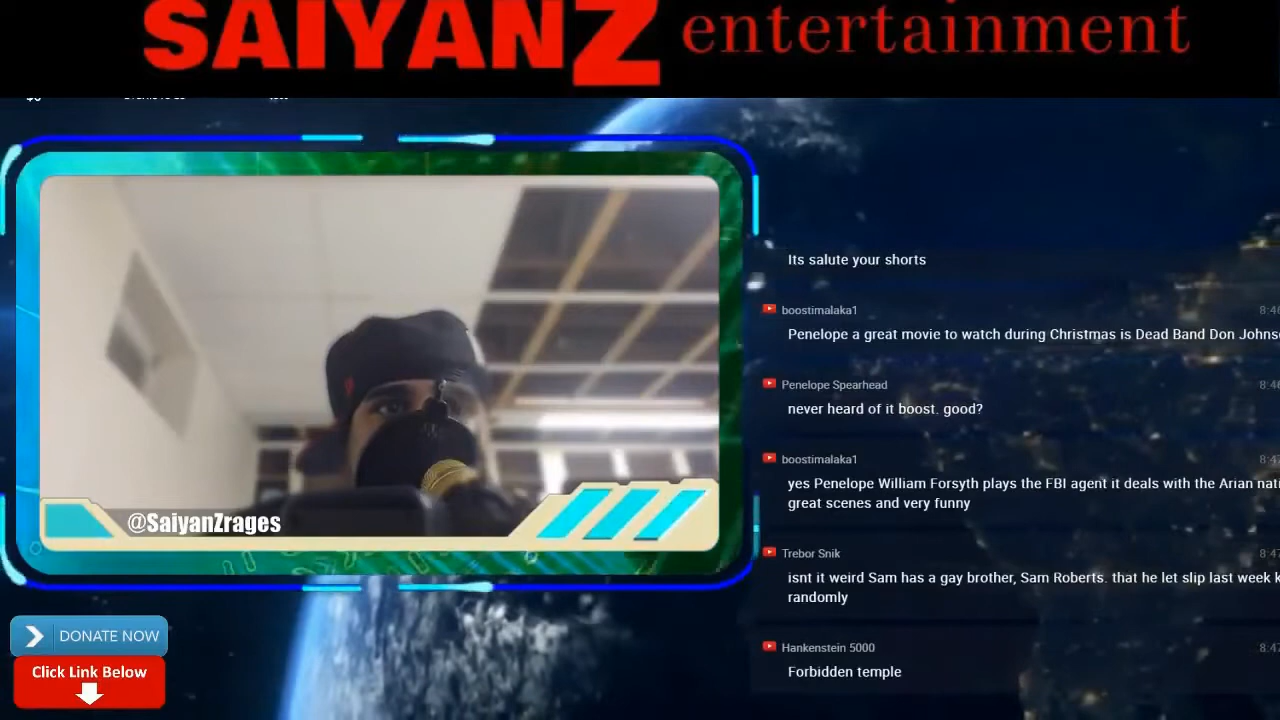 SAIYANZ entertainment
@SaiyanZrages
DONATE NOW
Click Link Below
Its salute your shorts
boostimalaka1
Penelope a great movie to watch during Christmas is Dead Band Don Johns
Penelope Spearhead
never heard of it boost. good?
boostimalaka1
yes Penelope William Forsyth plays the FBI agent it deals with the Arian nati
great scenes and very funny
Trebor Snik
isnt it weird Sam has a gay brother, Sam Roberts. that he let slip last week k
randomly
Hankenstein 5000
Forbidden temple